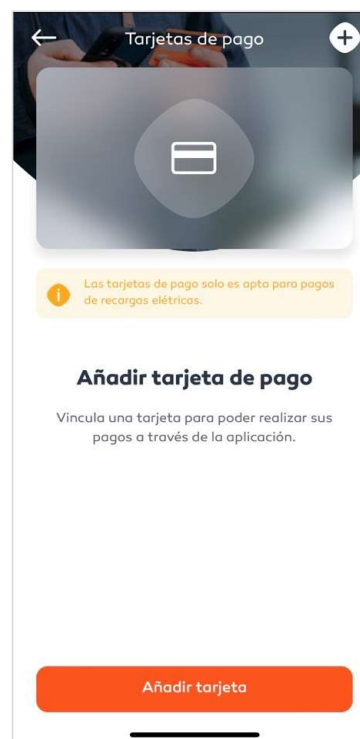 Tarjetas de pago
Las tarjetas de pago solo es apta para pagos
de recargas elétricas.
Añadir tarjeta de pago
Vincula una tarjeta para poder realizar sus
pagos a través de la aplicación.
Añadir tarjeta